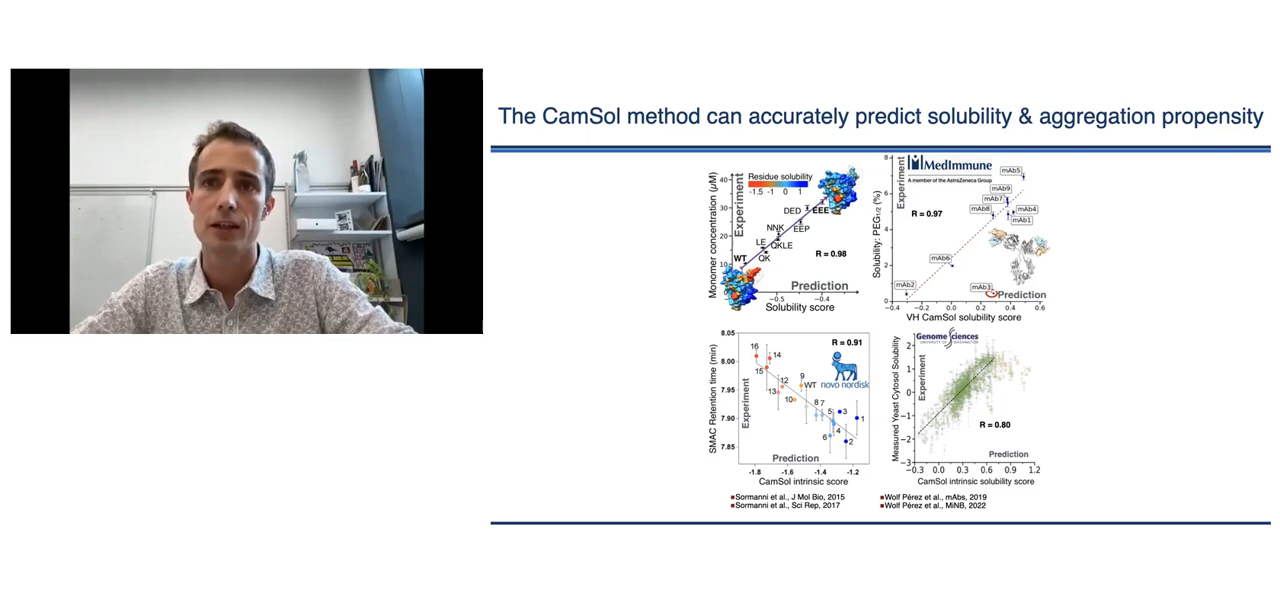 The CamSol method can accurately predict solubility & aggregation propensity
Monomer concentration (µM)
Experiment
40
30
20
10
0
Residue solubility
-1.5 -1 0 1
WT
LE
QK
NNK
QKLE
DED
EEP
EEE
R = 0.98
Prediction
−0.5 −0.4
Solubility score
Solubility: PEG1/2 (%)
Experiment
8
6
4
2
0
MedImmune
A member of the AstraZeneca Group
R = 0.97
mAb5
mAb9
mAb7
mAb8
mAb4
mAb1
mAb6
mAb2
mAb3
Prediction
−0.4 −0.2 0.0 0.2 0.4 0.6
VH CamSol solubility score
SMAC Retention time (min)
Experiment
8.05
8.00
7.95
7.90
7.85
R = 0.91
novo nordisk
16
14
15
13
12
10
9
WT
8
7
5
3
1
4
6
2
Prediction
-1.8 -1.6 -1.4 -1.2
CamSol intrinsic score
Measured Yeast Cytosol Solubility
Experiment
2
1
0
−1
−2
−3
Genome Sciences
UNIVERSITY OF WASHINGTON
R = 0.80
Prediction
−0.3 0.0 0.3 0.6 0.9 1.2
CamSol intrinsic solubility score
Sormanni et al., J Mol Bio, 2015
Sormanni et al., Sci Rep, 2017
Wolf Pérez et al., mAbs, 2019
Wolf Pérez et al., MiNB, 2022